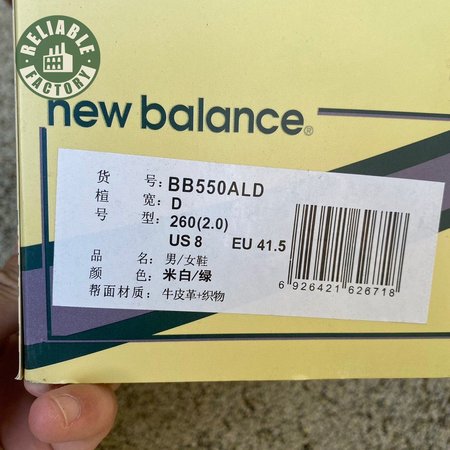 RELIABLE
FACTORY
new balance®
货 号: BB550ALD
楦 宽: D
号 型: 260(2.0)
US 8 EU 41.5
品 名: 男/女鞋
颜 色: 米白/绿
帮面材质: 牛皮革+织物
6 926421 626718